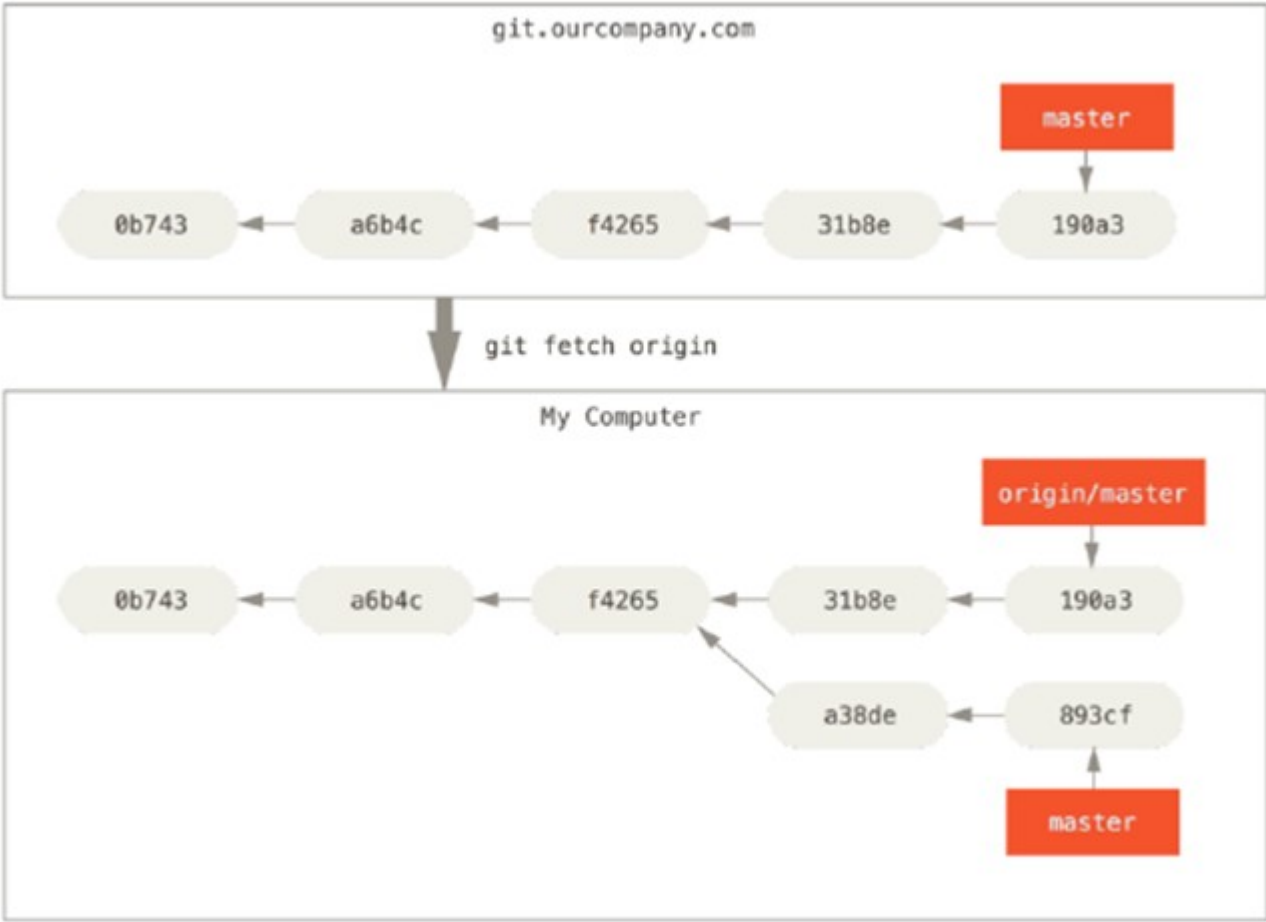 git.ourcompany.com
master
0b743 a6b4c f4265 31b8e 190a3
git fetch origin
My Computer
origin/master
0b743 a6b4c f4265 31b8e 190a3
a38de 893cf
master